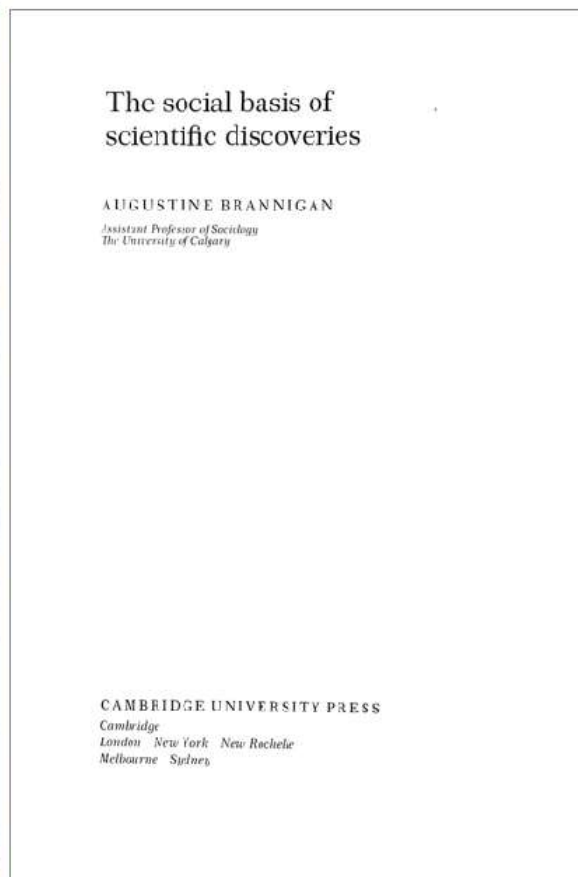 The social basis of
scientific discoveries
AUGUSTINE BRANNIGAN
Assistant Professor of Sociology
The University of Calgary
CAMBRIDGE UNIVERSITY PRESS
Cambridge
London New York New Rochelle
Melbourne Sydney